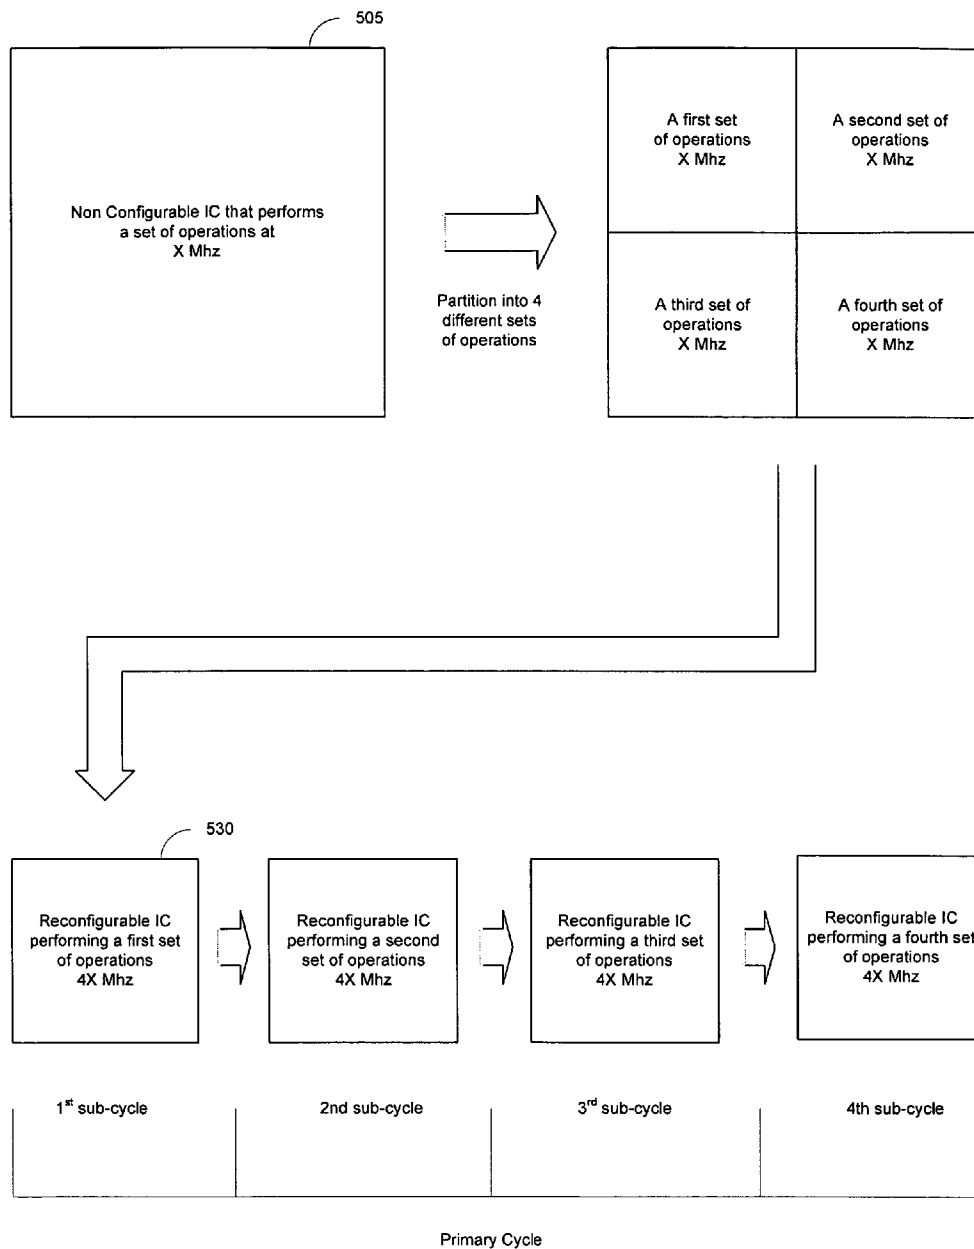 505
Non Configurable IC that performs
a set of operations at
X Mhz
Partition into 4
different sets
of operations
A first set
of operations
X Mhz
A second set of
operations
X Mhz
A third set of
operations
X Mhz
A fourth set of
operations
X Mhz
530
Reconfigurable IC
performing a first set
of operations
4X Mhz
Reconfigurable IC
performing a second
set of operations
4X Mhz
Reconfigurable IC
performing a third set
of operations
4X Mhz
Reconfigurable IC
performing a fourth set
of operations
4X Mhz
1st sub-cycle
2nd sub-cycle
3rd sub-cycle
4th sub-cycle
Primary Cycle